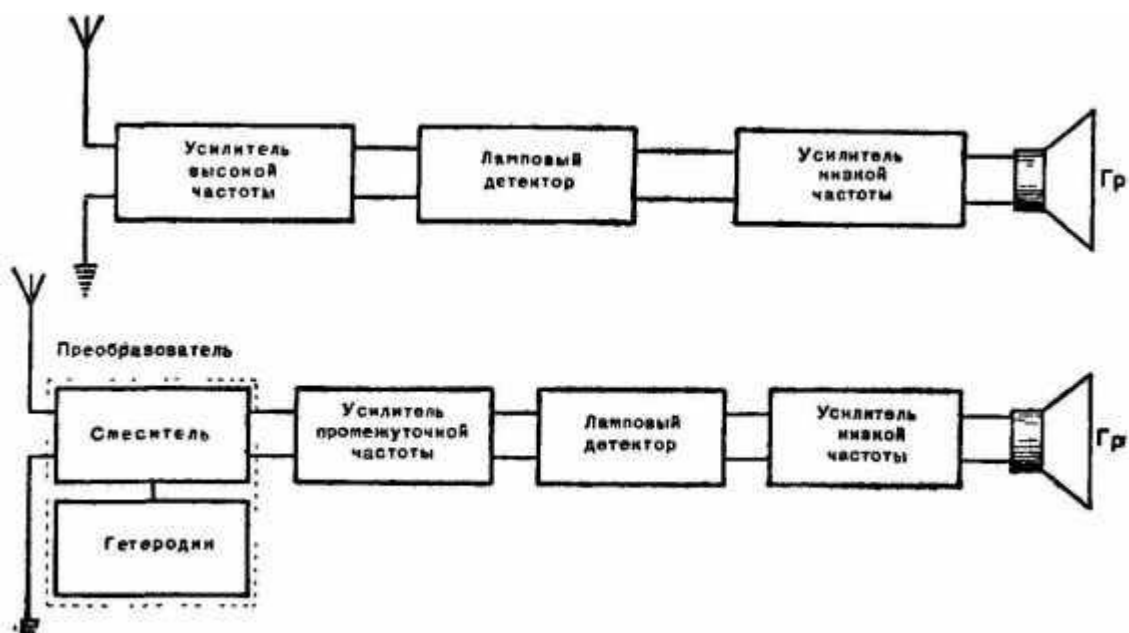 Усилитель
высокой
частоты
Ламповый
детектор
Усилитель
низкой
частоты
Гр
Преобразователь
Смеситель
Гетеродин
Усилитель
промежуточной
частоты
Ламповый
детектор
Усилитель
низкой
частоты
Гр